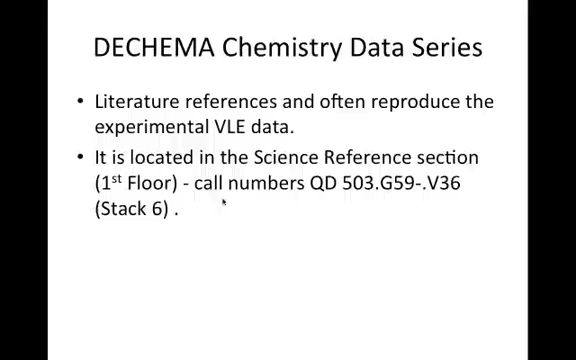 DECHEMA Chemistry Data Series
• Literature references and often reproduce the
experimental VLE data.
• It is located in the Science Reference section
(1st Floor) - call numbers QD 503.G59-.V36
(Stack 6) .